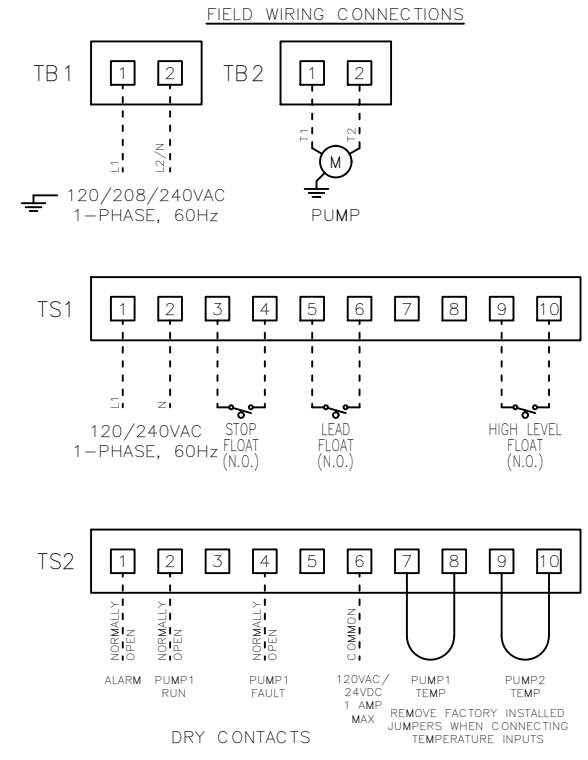 FIELD WIRING CONNECTIONS
TB1 1 2
TB2 1 2
L1 L2/N
T1 T2
M
120/208/240VAC
1-PHASE, 60Hz
PUMP
TS1 1 2 3 4 5 6 7 8 9 10
L1 N
120/240VAC
1-PHASE, 60Hz
STOP
FLOAT
(N.O.)
LEAD
FLOAT
(N.O.)
HIGH LEVEL
FLOAT
(N.O.)
TS2 1 2 3 4 5 6 7 8 9 10
NORMALLY
OPEN
NORMALLY
OPEN
NORMALLY
OPEN
COMMON
ALARM
PUMP1
RUN
PUMP1
FAULT
120VAC/
24VDC
1 AMP
MAX
PUMP1
TEMP
PUMP2
TEMP
REMOVE FACTORY INSTALLED
JUMPERS WHEN CONNECTING
TEMPERATURE INPUTS
DRY CONTACTS